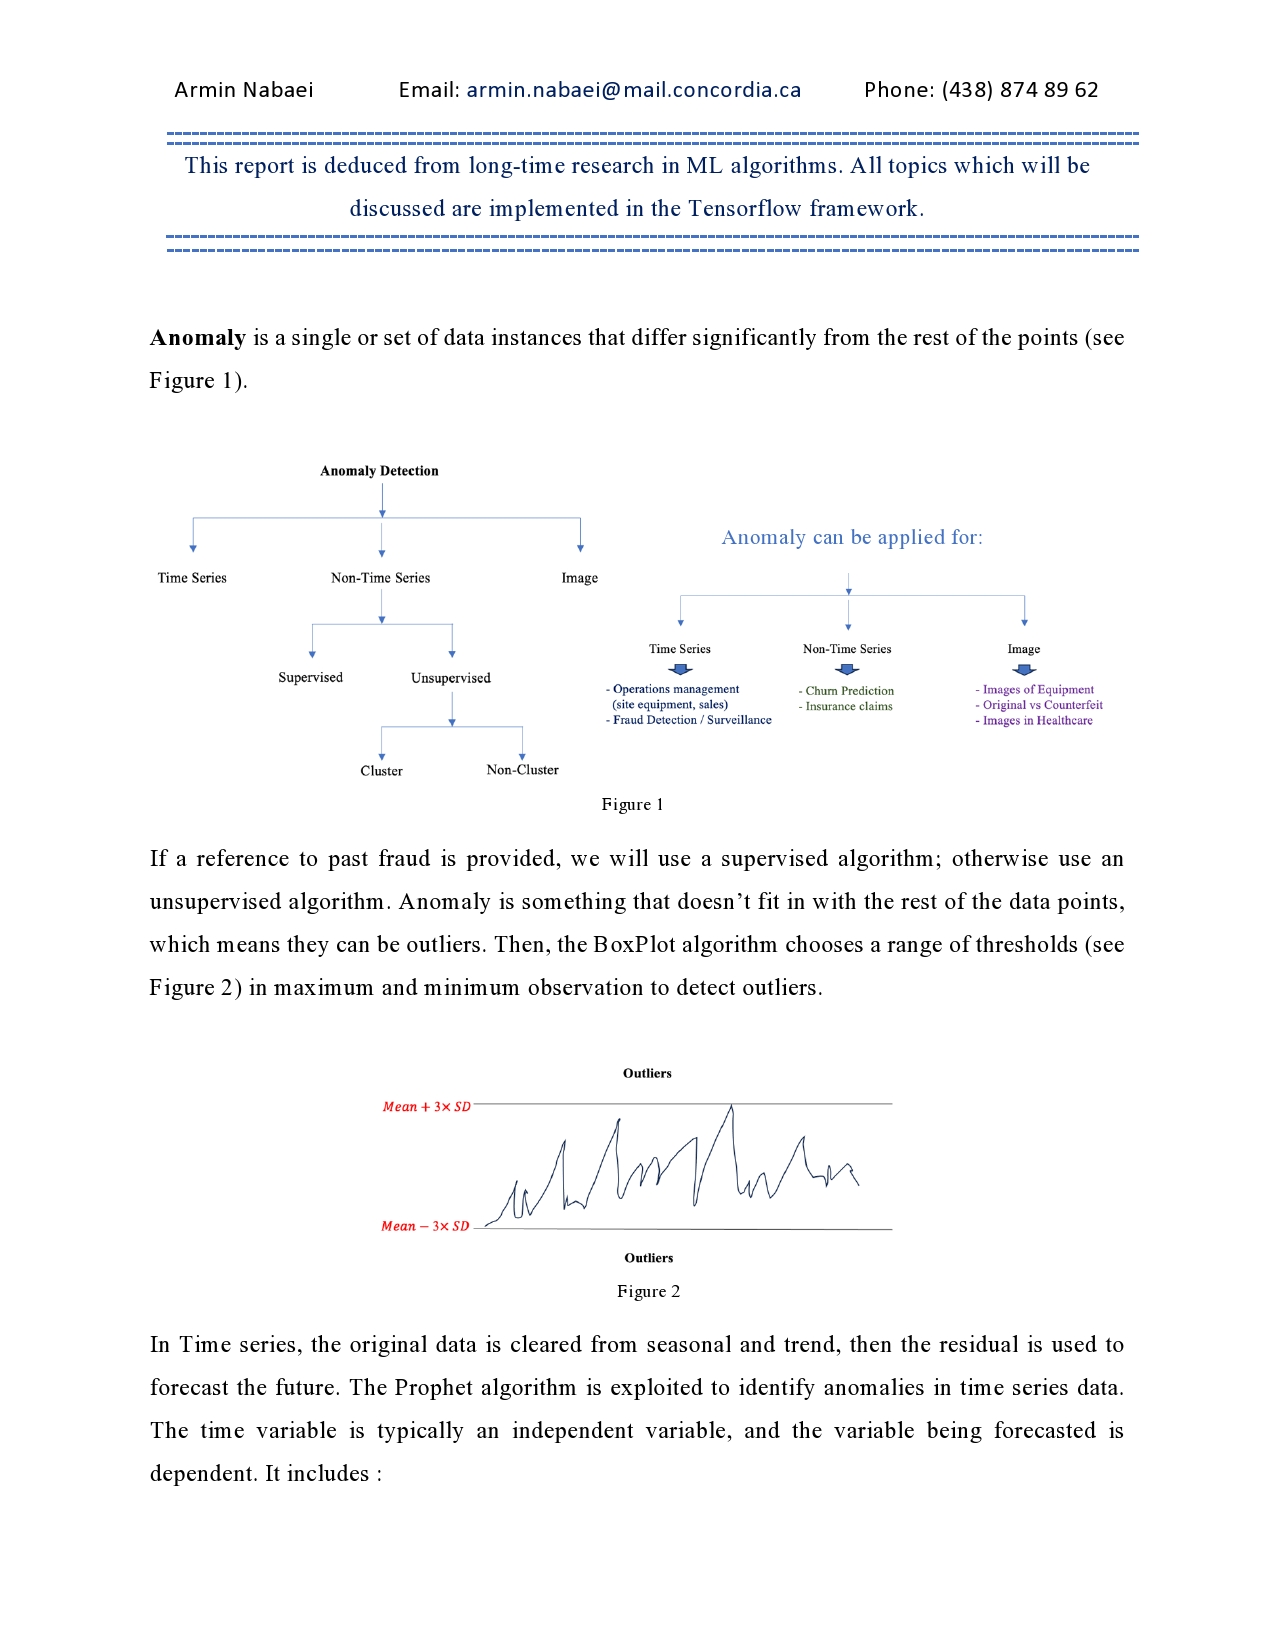 Armin Nabaei Email: armin.nabaei@mail.concordia.ca Phone: (438) 874 89 62
This report is deduced from long-time research in ML algorithms. All topics which will be
discussed are implemented in the Tensorflow framework.
Anomaly is a single or set of data instances that differ significantly from the rest of the points (see
Figure 1).
Anomaly Detection
Time Series Non-Time Series Image
Supervised Unsupervised
Cluster Non-Cluster
Anomaly can be applied for:
Time Series Non-Time Series Image
- Operations management
(site equipment, sales)
- Fraud Detection / Surveillance
- Churn Prediction
- Insurance claims
- Images of Equipment
- Original vs Counterfeit
- Images in Healthcare
Figure 1
If a reference to past fraud is provided, we will use a supervised algorithm; otherwise use an
unsupervised algorithm. Anomaly is something that doesn’t fit in with the rest of the data points,
which means they can be outliers. Then, the BoxPlot algorithm chooses a range of thresholds (see
Figure 2) in maximum and minimum observation to detect outliers.
Outliers
Mean + 3× SD
Mean − 3× SD
Outliers
Figure 2
In Time series, the original data is cleared from seasonal and trend, then the residual is used to
forecast the future. The Prophet algorithm is exploited to identify anomalies in time series data.
The time variable is typically an independent variable, and the variable being forecasted is
dependent. It includes :